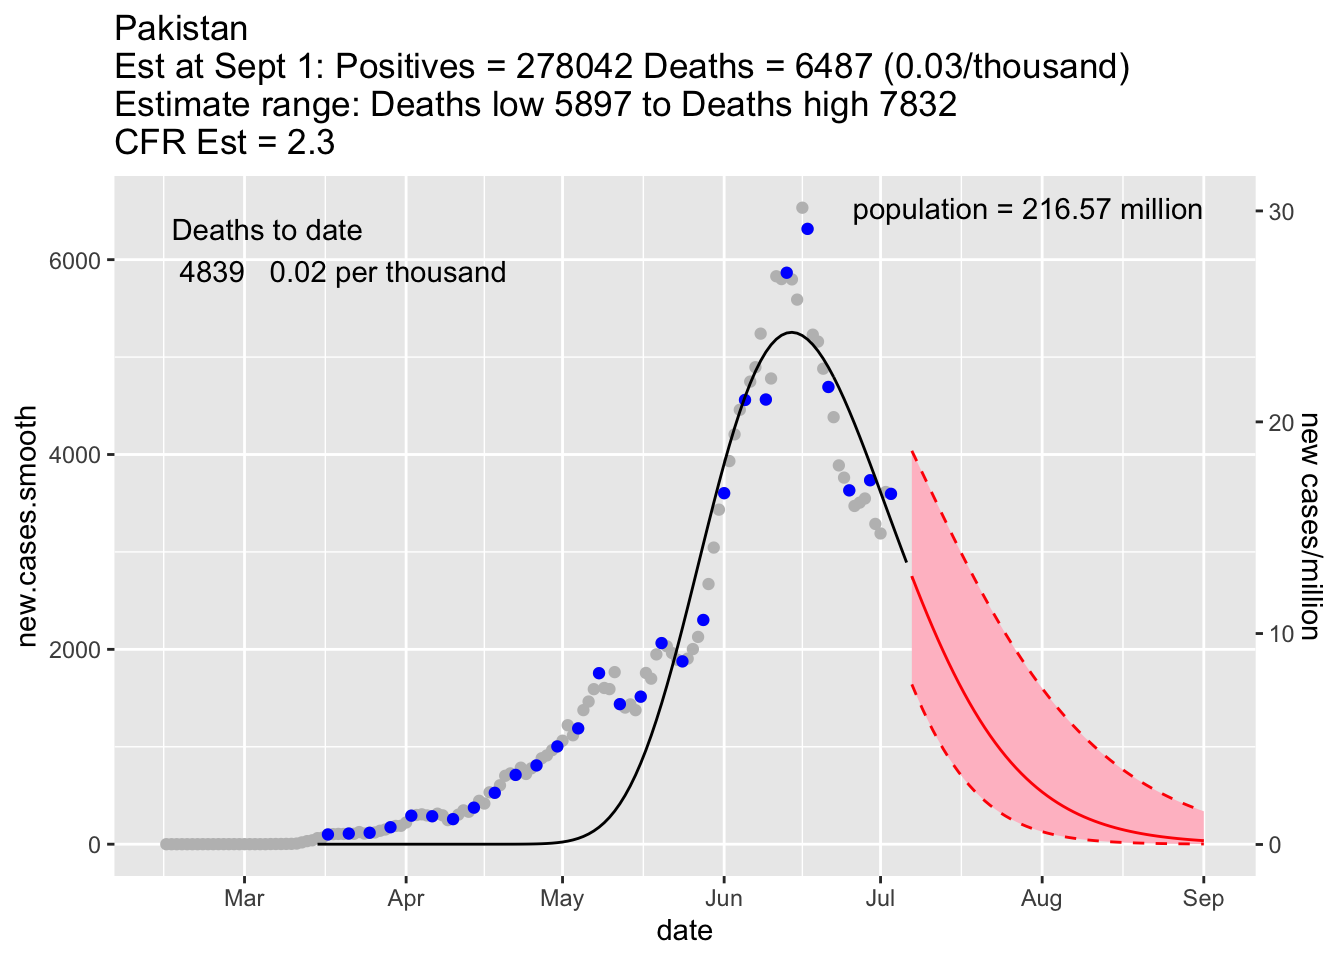 Pakistan
Est at Sept 1: Positives = 278042 Deaths = 6487 (0.03/thousand)
Estimate range: Deaths low 5897 to Deaths high 7832
CFR Est = 2.3
Deaths to date
4839 0.02 per thousand
population = 216.57 million
new.cases.smooth
6000
4000
2000
0
30
20
10
0
new cases/million
Mar Apr May Jun Jul Aug Sep
date